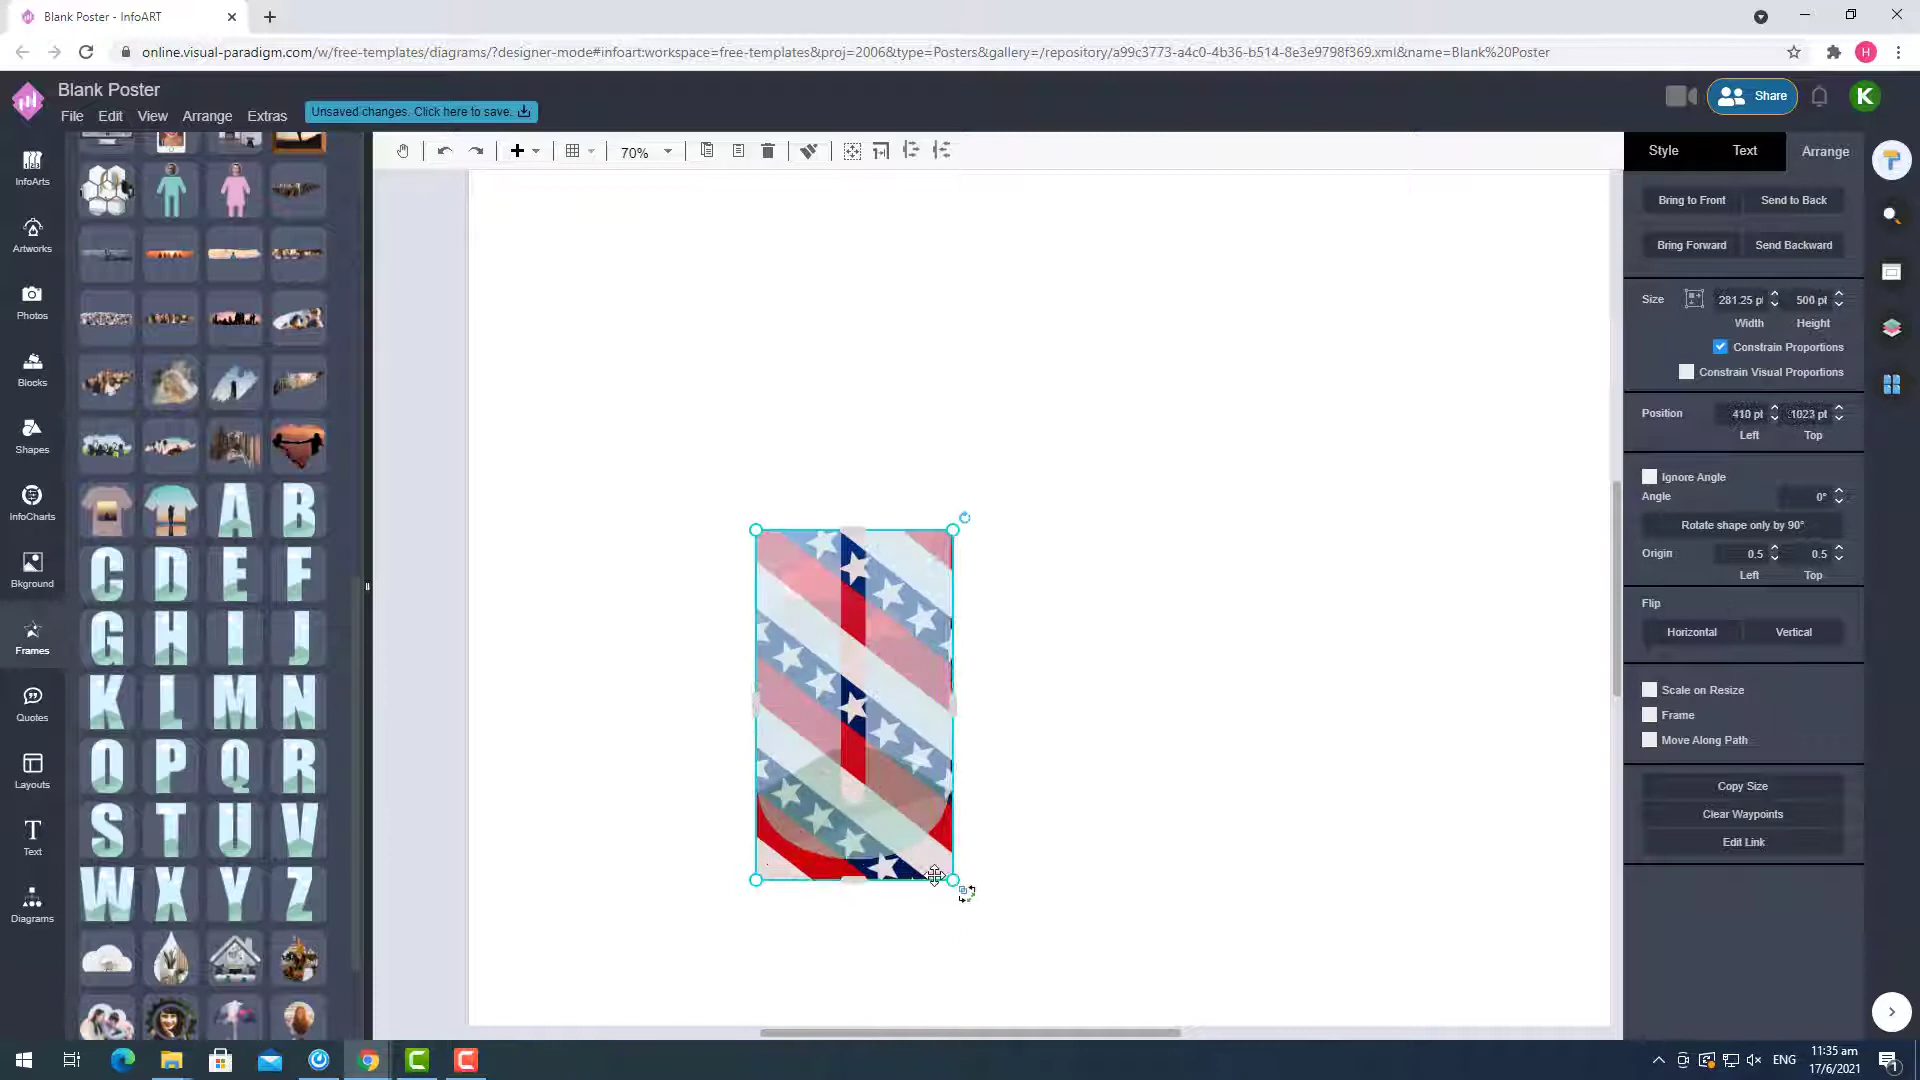 Blank Poster - InfoART
online.visual-paradigm.com/w/free-templates/diagrams/?designer-mode#infoart:workspace=free-templates&proj=2006&type=Posters&gallery=/repository/a99c3773-a4c0-4b36-b514-8e3e9798f369.xml&name=Blank%20Poster
H
Blank Poster
File Edit View Arrange Extras
Unsaved changes. Click here to save.
Share
K
70%
Style Text Arrange
InfoArts
Artworks
Photos
Blocks
Shapes
InfoCharts
Bkground
Frames
Quotes
Layouts
Text
Diagrams
A B
C D E F
G H I J
K L M N
O P Q R
S T U V
W X Y Z
Bring to Front Send to Back
Bring Forward Send Backward
Size 281.25 pt 500 pt
Width Height
Constrain Proportions
Constrain Visual Proportions
Position 410 pt 1023 pt
Left Top
Ignore Angle
Angle 0°
Rotate shape only by 90°
Origin 0.5 0.5
Left Top
Flip
Horizontal Vertical
Scale on Resize
Frame
Move Along Path
Copy Size
Clear Waypoints
Edit Link
ENG
11:35 am
17/6/2021
1